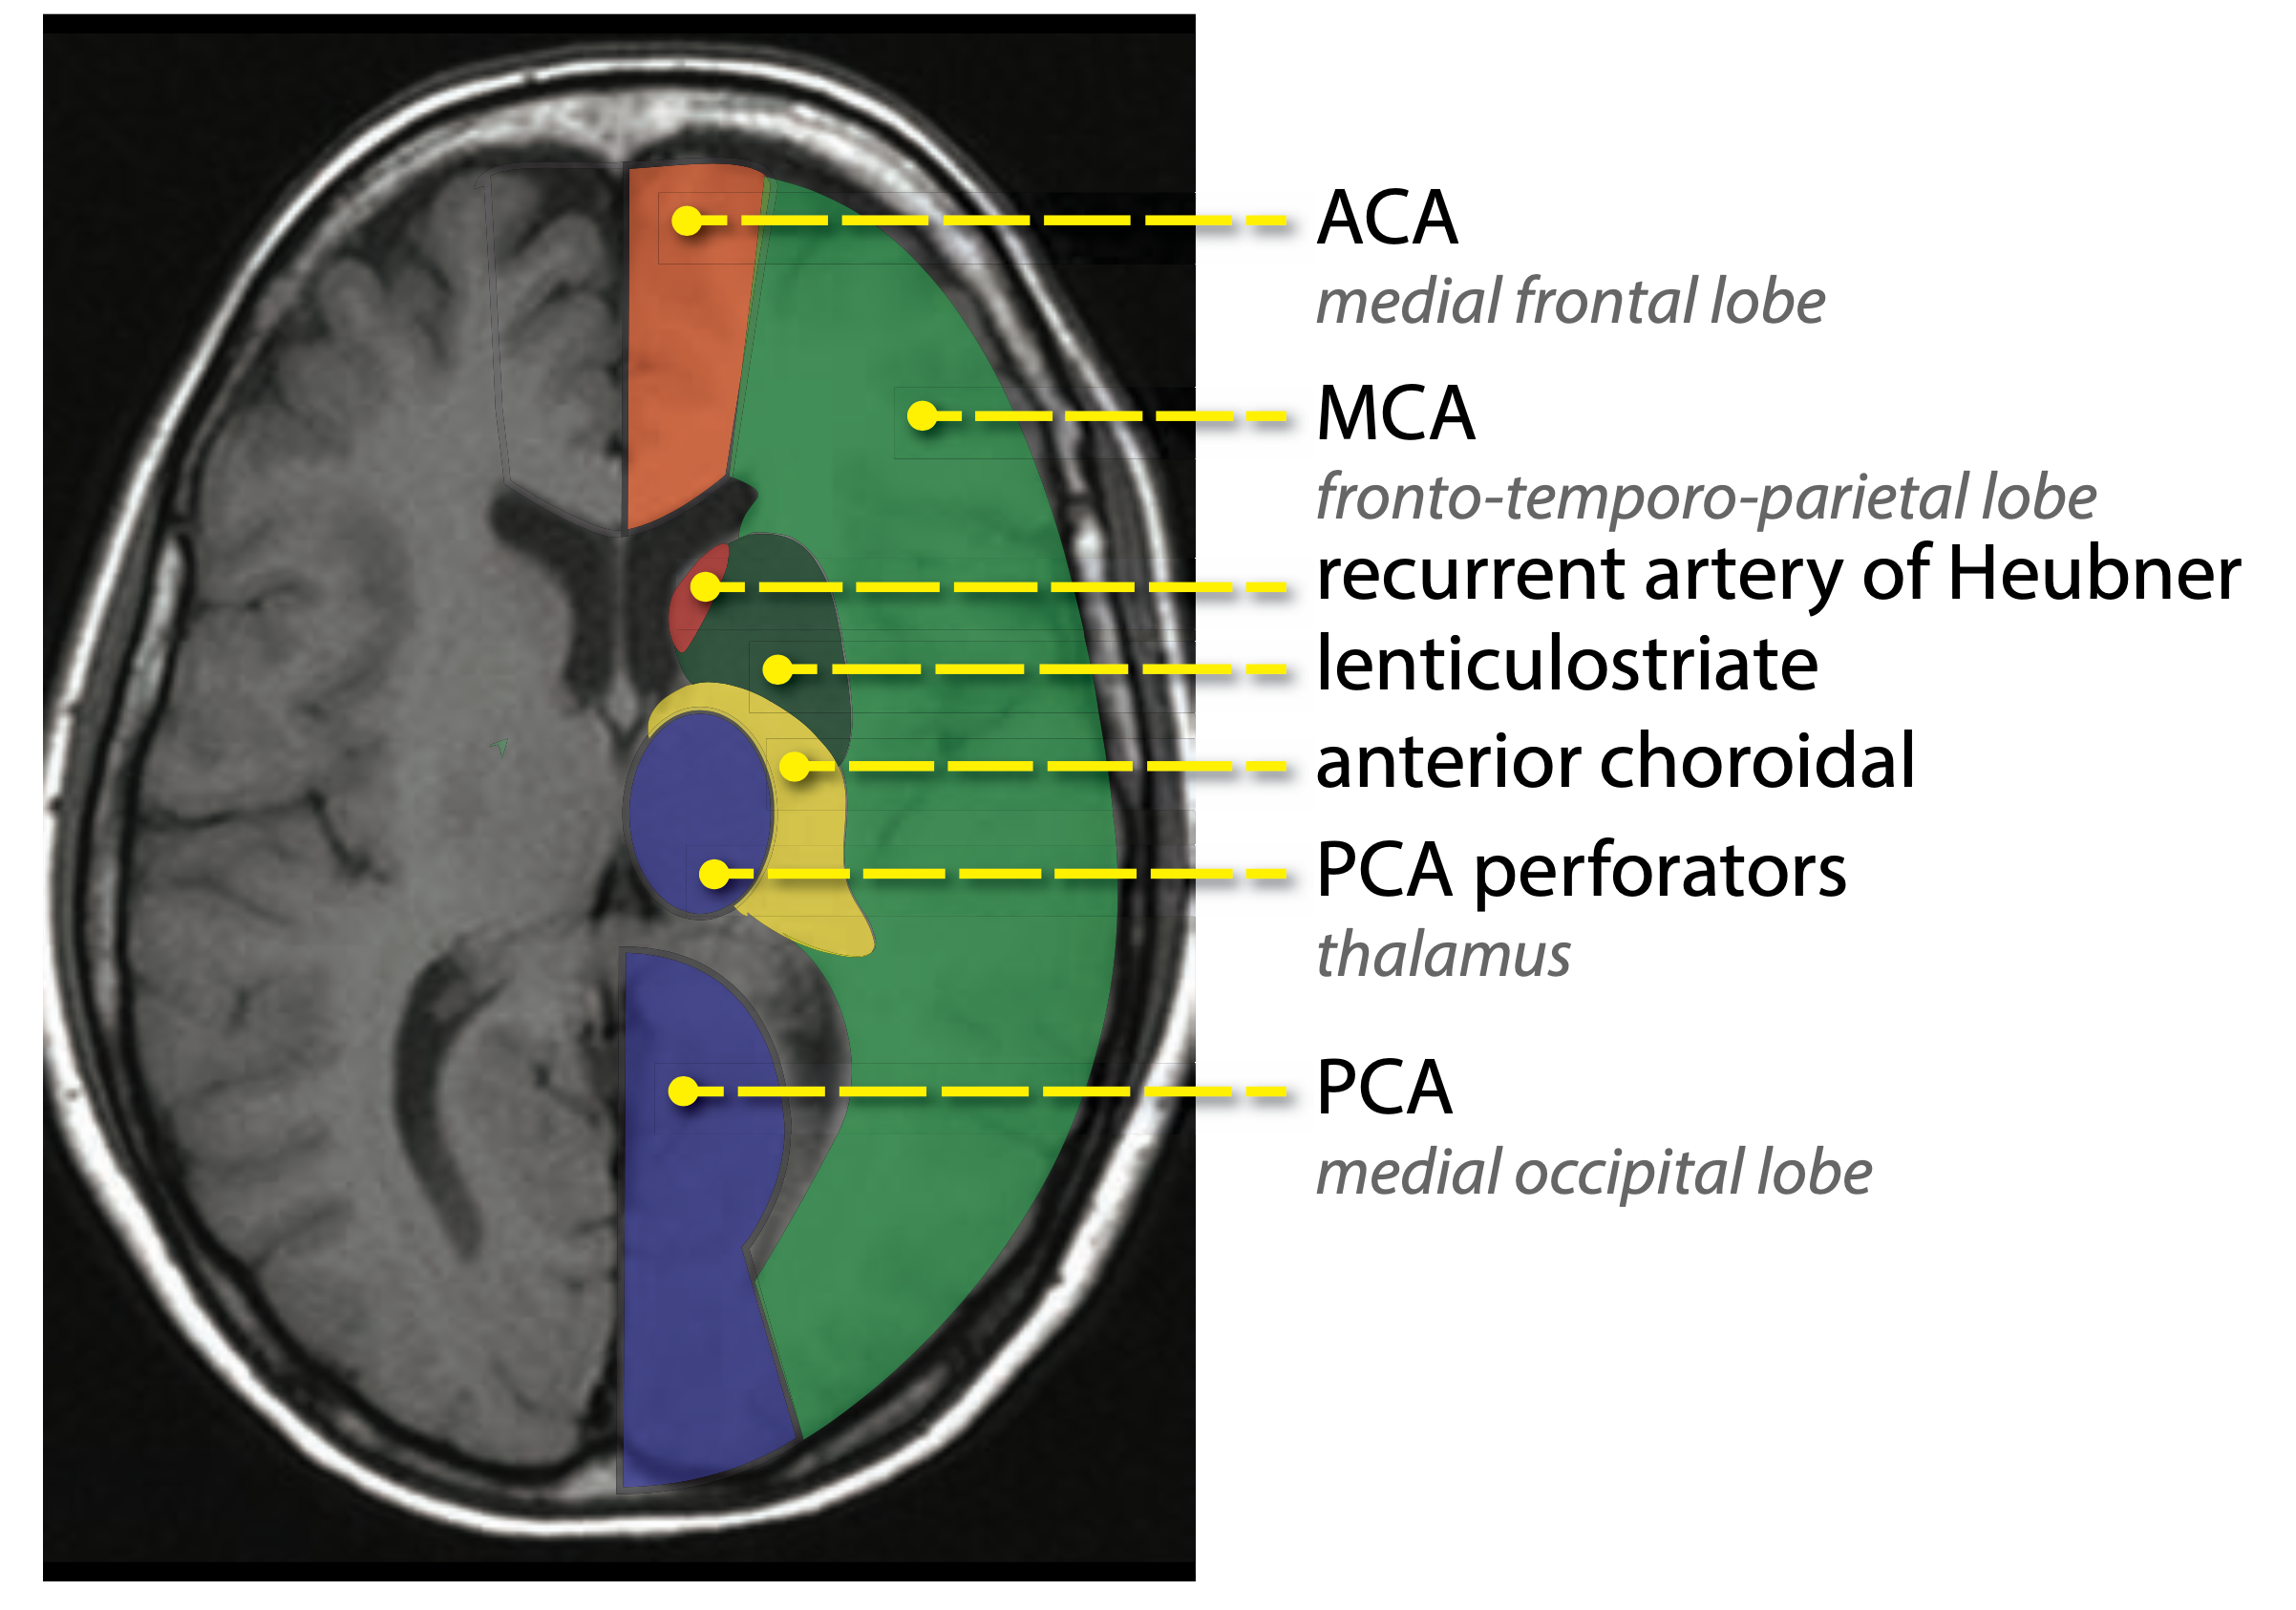 ACA
medial frontal lobe
MCA
fronto-temporo-parietal lobe
recurrent artery of Heubner
lenticulostriate
anterior choroidal
PCA perforators
thalamus
PCA
medial occipital lobe